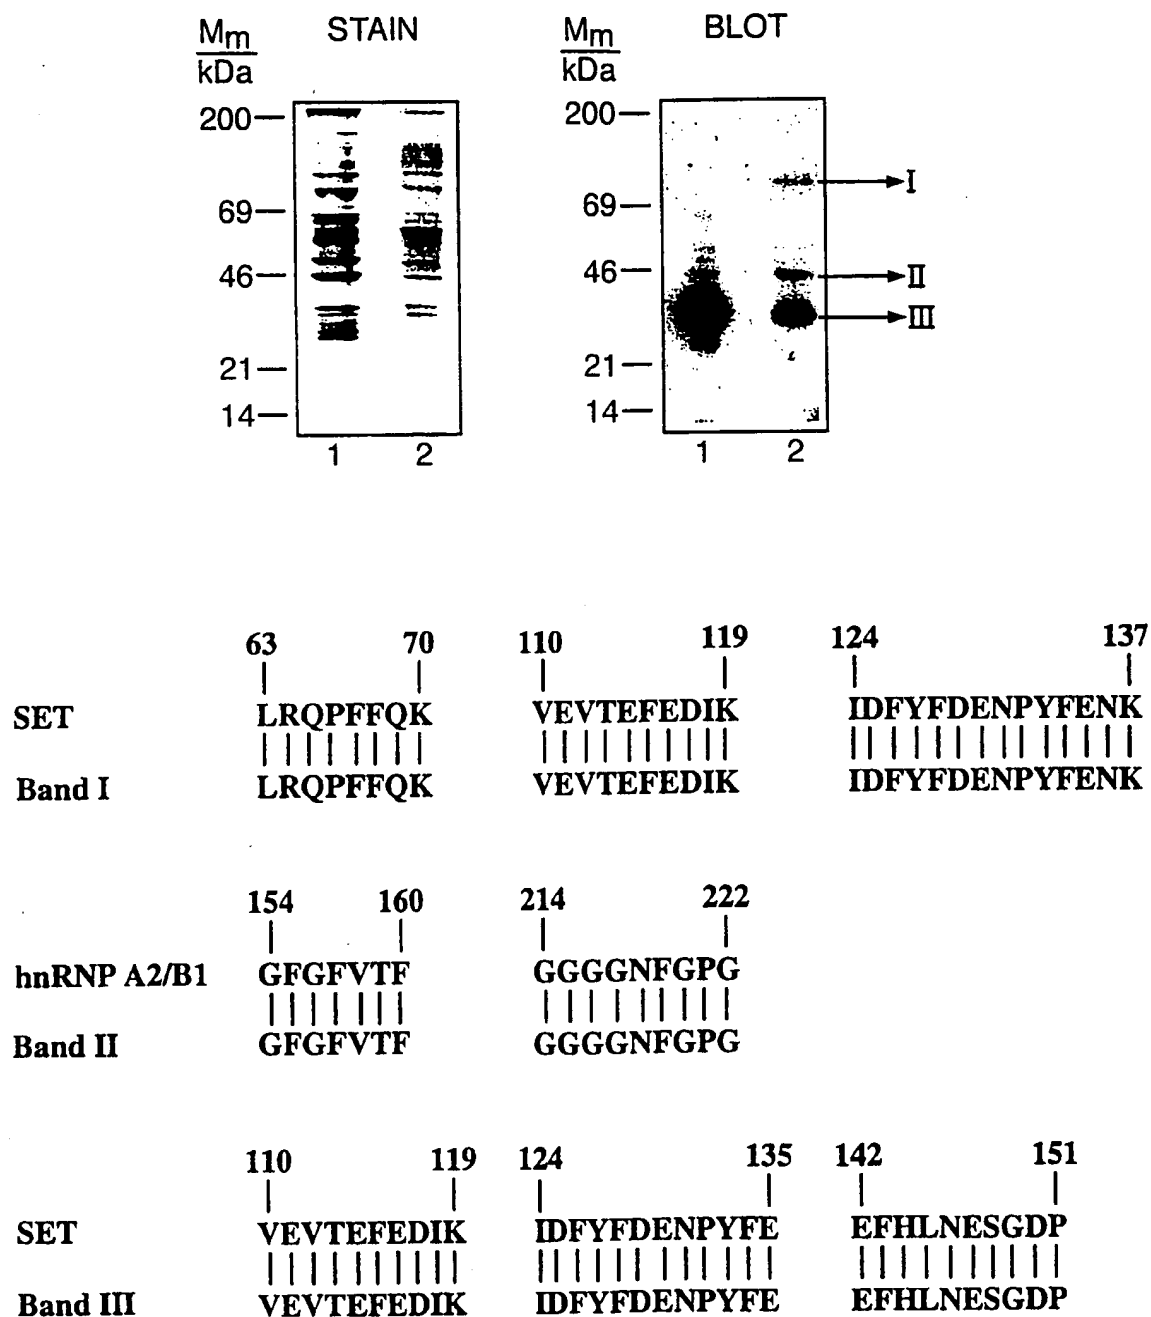 Mm STAIN Mm BLOT
kDa kDa
200 200
I
69 69
46 46
II
III
21 21
14 14
1 2 1 2
63 70 110 119 124 137
SET LRQPFFQK VEVTEFEDIK IDFYFDENPYFENK
Band I LRQPFFQK VEVTEFEDIK IDFYFDENPYFENK
154 160 214 222
hnRNP A2/B1 GFGFVTF GGGGNFGPG
Band II GFGFVTF GGGGNFGPG
110 119 124 135 142 151
SET VEVTEFEDIK IDFYFDENPYFE EFHLNESGDP
Band III VEVTEFEDIK IDFYFDENPYFE EFHLNESGDP